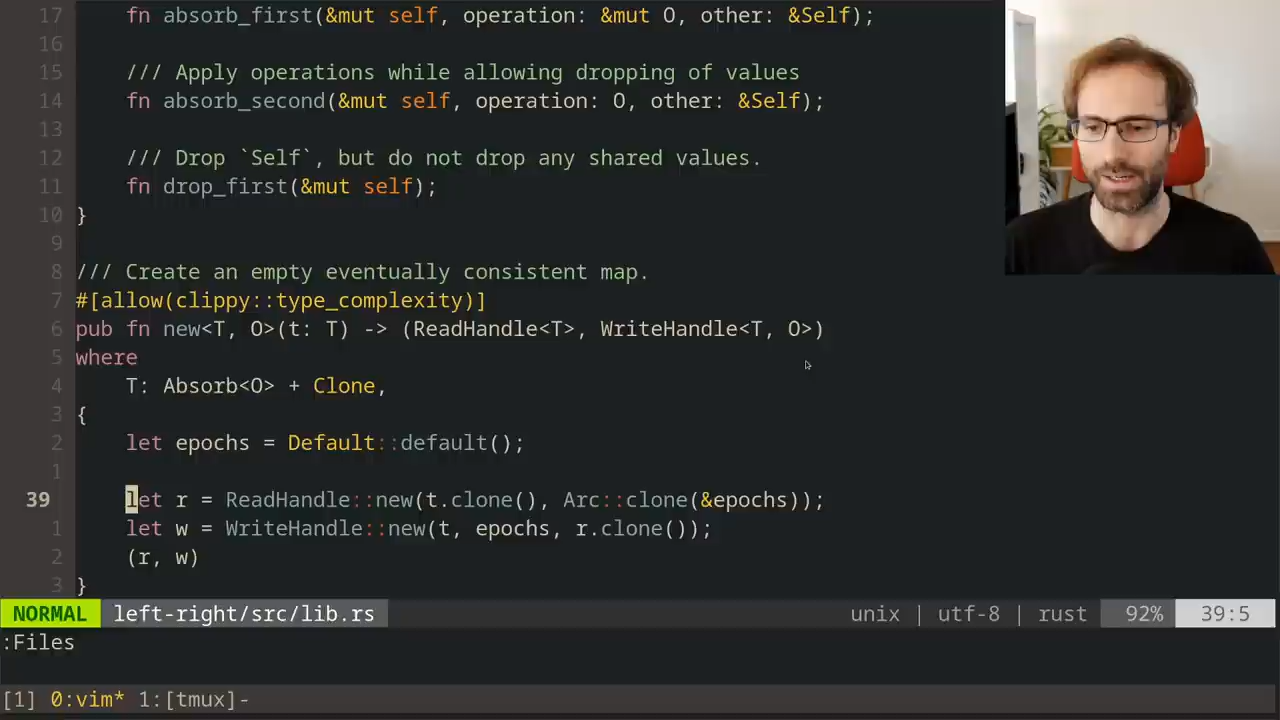 17 fn absorb_first(&mut self, operation: &mut O, other: &Self);
16
15 /// Apply operations while allowing dropping of values
14 fn absorb_second(&mut self, operation: O, other: &Self);
13
12 /// Drop `Self`, but do not drop any shared values.
11 fn drop_first(&mut self);
10 }
9
8 /// Create an empty eventually consistent map.
7 #[allow(clippy::type_complexity)]
6 pub fn new<T, O>(t: T) -> (ReadHandle<T>, WriteHandle<T, O>)
5 where
4 T: Absorb<O> + Clone,
3 {
2 let epochs = Default::default();
1
39 let r = ReadHandle::new(t.clone(), Arc::clone(&epochs));
1 let w = WriteHandle::new(t, epochs, r.clone());
2 (r, w)
3 }
NORMAL left-right/src/lib.rs unix | utf-8 | rust 92% 39:5
:Files
[1] 0:vim* 1:[tmux]-